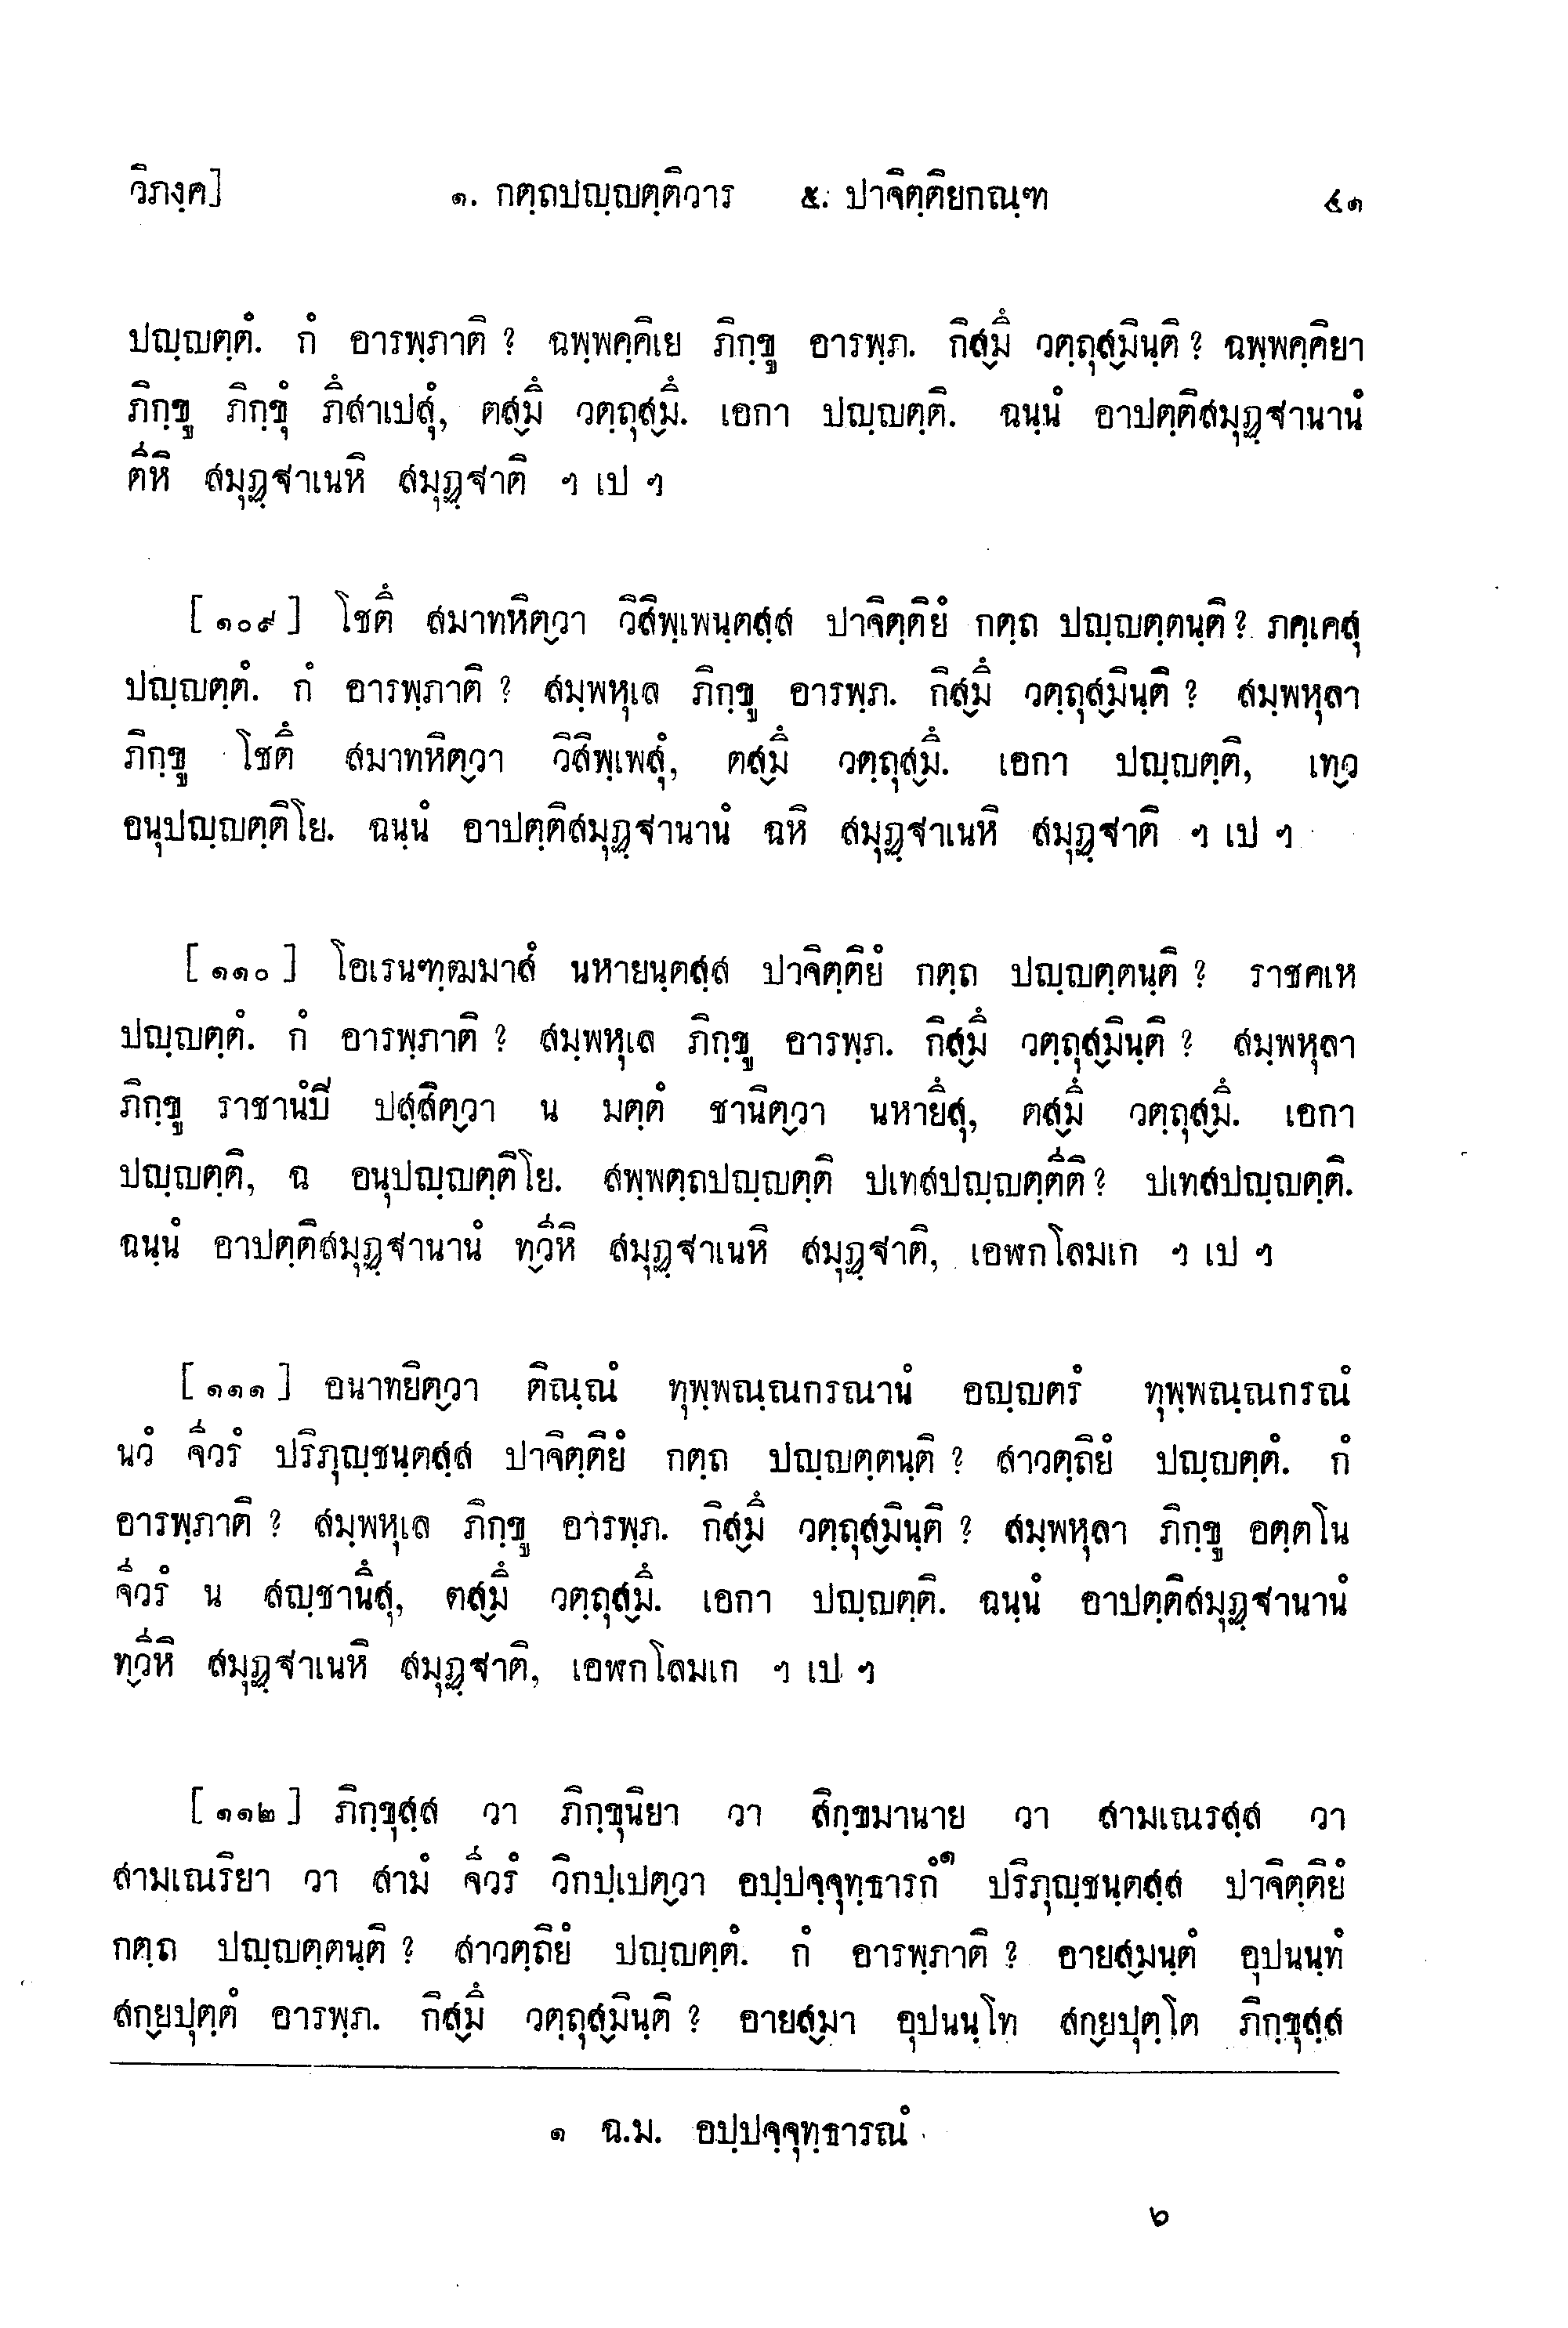 วิภงฺค] ๑. กตฺถปญฺญตฺติวาร ๕. ปาจิตฺติยกณฺฑ ๔๑
ปญฺญตฺตํ. กํ อารพฺภาติ ? ฉพฺพคฺคิเย ภิกฺขู อารพฺภ. กิสฺมึ วตฺถุสฺมินฺติ ? ฉพฺพคฺคิยา
ภิกฺขู ภิกฺขุํ ภึสาเปสุํ, ตสฺมึ วตฺถุสฺมึ. เอกา ปญฺญตฺติ. ฉนฺนํ อาปตฺติสมุฏฺฐานานํ
ตีหิ สมุฏฺฐาเนหิ สมุฏฺฐาติ ฯ เป ฯ
[๑๐๙] โชตึ สมาทหิตฺวา วิสิพฺเพนฺตสฺส ปาจิตฺติยํ กตฺถ ปญฺญตฺตนฺติ ? ภคฺเคสุ
ปญฺญตฺตํ. กํ อารพฺภาติ ? สมฺพหุเล ภิกฺขู อารพฺภ. กิสฺมึ วตฺถุสฺมินฺติ ? สมฺพหุลา
ภิกฺขู โชตึ สมาทหิตฺวา วิสิพฺเพสุํ, ตสฺมึ วตฺถุสฺมึ. เอกา ปญฺญตฺติ, เทฺว
อนุปญฺญตฺติโย. ฉนฺนํ อาปตฺติสมุฏฺฐานานํ ฉหิ สมุฏฺฐาเนหิ สมุฏฺฐาติ ฯ เป ฯ
[๑๑๐] โอเรนฑฺฒมาสํ นหายนฺตสฺส ปาจิตฺติยํ กตฺถ ปญฺญตฺตนฺติ ? ราชคเห
ปญฺญตฺตํ. กํ อารพฺภาติ ? สมฺพหุเล ภิกฺขู อารพฺภ. กิสฺมึ วตฺถุสฺมินฺติ ? สมฺพหุลา
ภิกฺขู ราชานํปี ปสฺสิตฺวา น มตฺตํ ชานิตฺวา นหายึสุ, ตสฺมึ วตฺถุสฺมึ. เอกา
ปญฺญตฺติ, ฉ อนุปญฺญตฺติโย. สพฺพตฺถปญฺญตฺติ ปเทสปญฺญตฺตีติ ? ปเทสปญฺญตฺติ.
ฉนฺนํ อาปตฺติสมุฏฺฐานานํ ทฺวีหิ สมุฏฺฐาเนหิ สมุฏฺฐาติ, เอฬกโลมเก ฯ เป ฯ
[๑๑๑] อนาทยิตฺวา ติณฺณํ ทุพฺพณฺณกรณานํ อญฺญตรํ ทุพฺพณฺณกรณํ
นวํ จีวรํ ปริภุญฺชนฺตสฺส ปาจิตฺติยํ กตฺถ ปญฺญตฺตนฺติ ? สาวตฺถิยํ ปญฺญตฺตํ. กํ
อารพฺภาติ ? สมฺพหุเล ภิกฺขู อารพฺภ. กิสฺมึ วตฺถุสฺมินฺติ ? สมฺพหุลา ภิกฺขู อตฺตโน
จีวรํ น สญฺชานึสุ, ตสฺมึ วตฺถุสฺมึ. เอกา ปญฺญตฺติ. ฉนฺนํ อาปตฺติสมุฏฺฐานานํ
ทฺวีหิ สมุฏฺฐาเนหิ สมุฏฺฐาติ, เอฬกโลมเก ฯ เป ฯ
[๑๑๒] ภิกฺขุสฺส วา ภิกฺขุนิยา วา สิกฺขมานาย วา สามเณรสฺส วา
สามเณริยา วา สามํ จีวรํ วิกปฺเปตฺวา อปฺปจฺจุทฺธารกํ๑ ปริภุญฺชนฺตสฺส ปาจิตฺติยํ
กตฺถ ปญฺญตฺตนฺติ ? สาวตฺถิยํ ปญฺญตฺตํ. กํ อารพฺภาติ ? อายสฺมนฺตํ อุปนนฺทํ
สกฺยปุตฺตํ อารพฺภ. กิสฺมึ วตฺถุสฺมินฺติ ? อายสฺมา อุปนนฺโท สกฺยปุตฺโต ภิกฺขุสฺส
๑ ฉ.ม. อปฺปจฺจุทฺธารณํ
๖